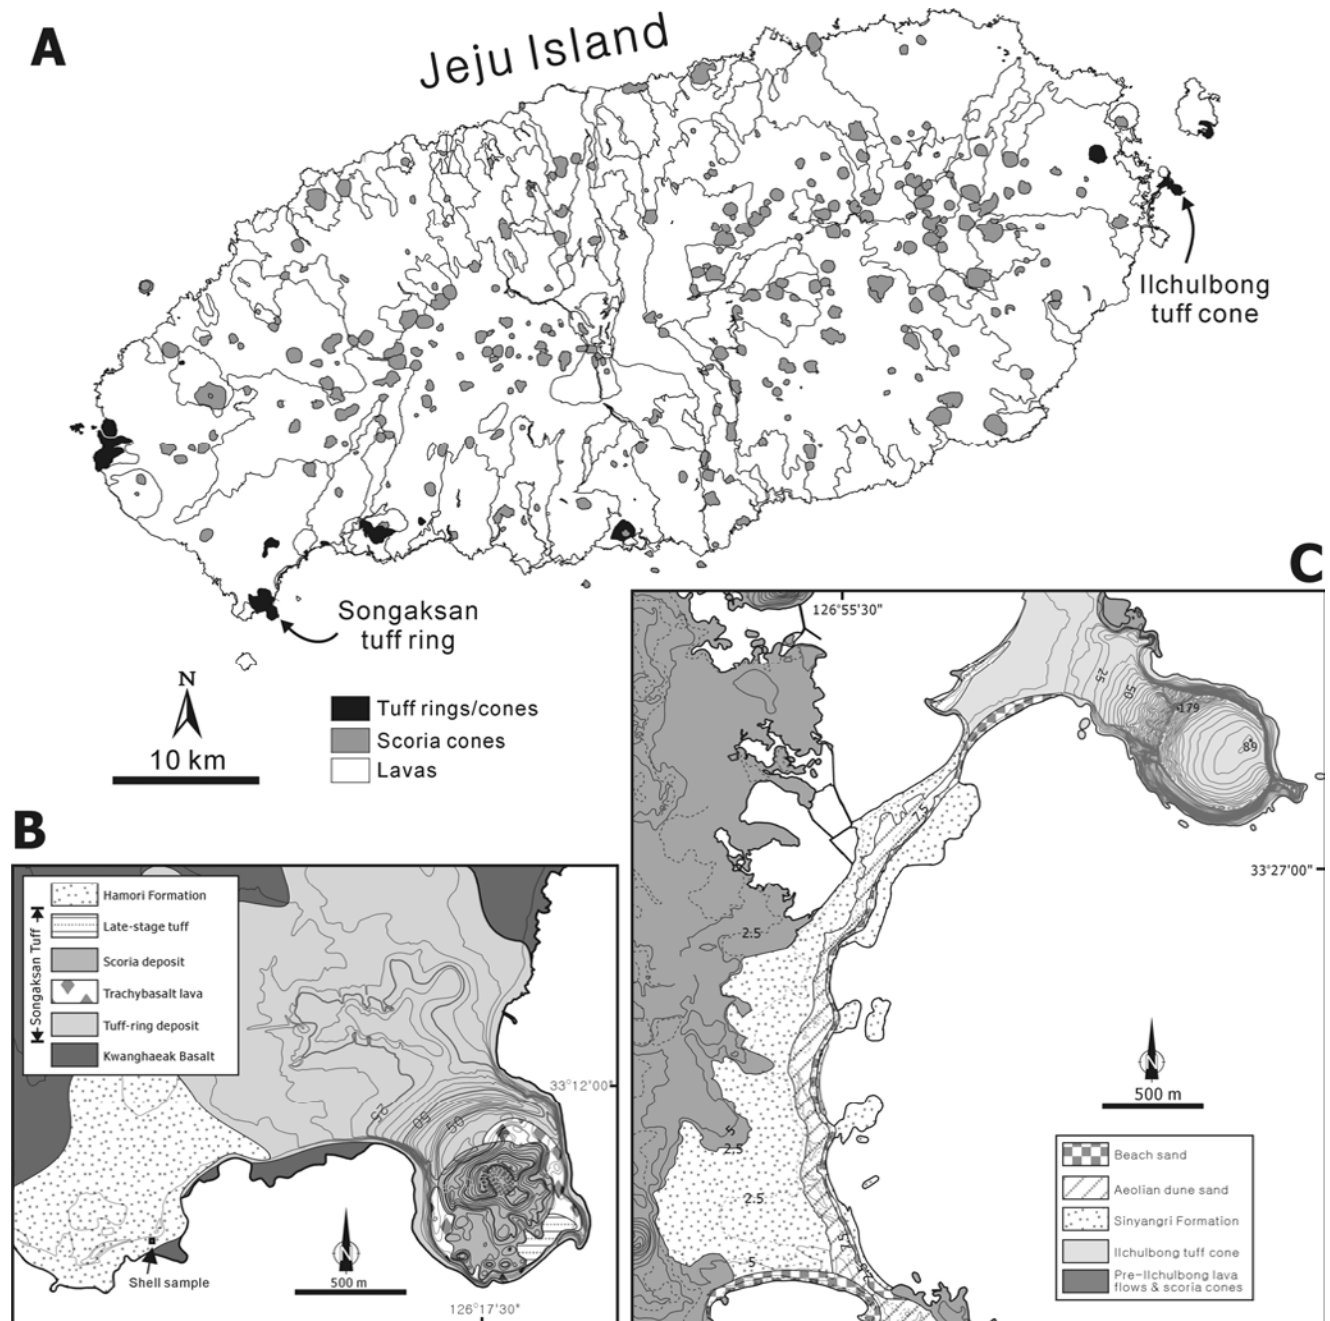 A
Jeju Island
Ilchulbong
tuff cone
Songaksan
tuff ring
N
10 km
Tuff rings/cones
Scoria cones
Lavas
B
Hamori Formation
Late-stage tuff
Scoria deposit
Trachybasalt lava
Tuff-ring deposit
Kwanghaeak Basalt
Songaksan Tuff
33°12'00"
25
50
50
Shell sample
N
500 m
126°17'30"
C
126°55'30"
25
50
179
89
7.5
33°27'00"
2.5
5
2.5
2.5
5
N
500 m
Beach sand
Aeolian dune sand
Sinyangri Formation
Ilchulbong tuff cone
Pre-Ilchulbong lava
flows & scoria cones